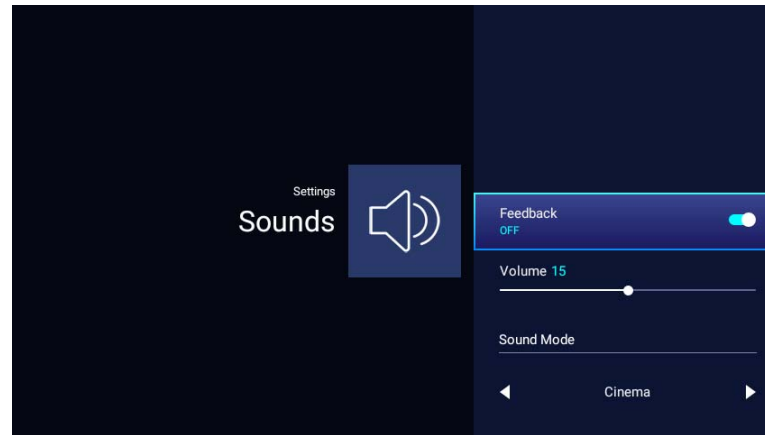 Settings
Sounds
Feedback
OFF
Volume 15
Sound Mode
Cinema